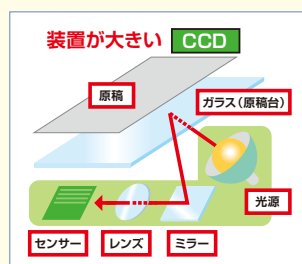 装置が大きい CCD
原稿
ガラス(原稿台)
光源
センサー
レンズ
ミラー